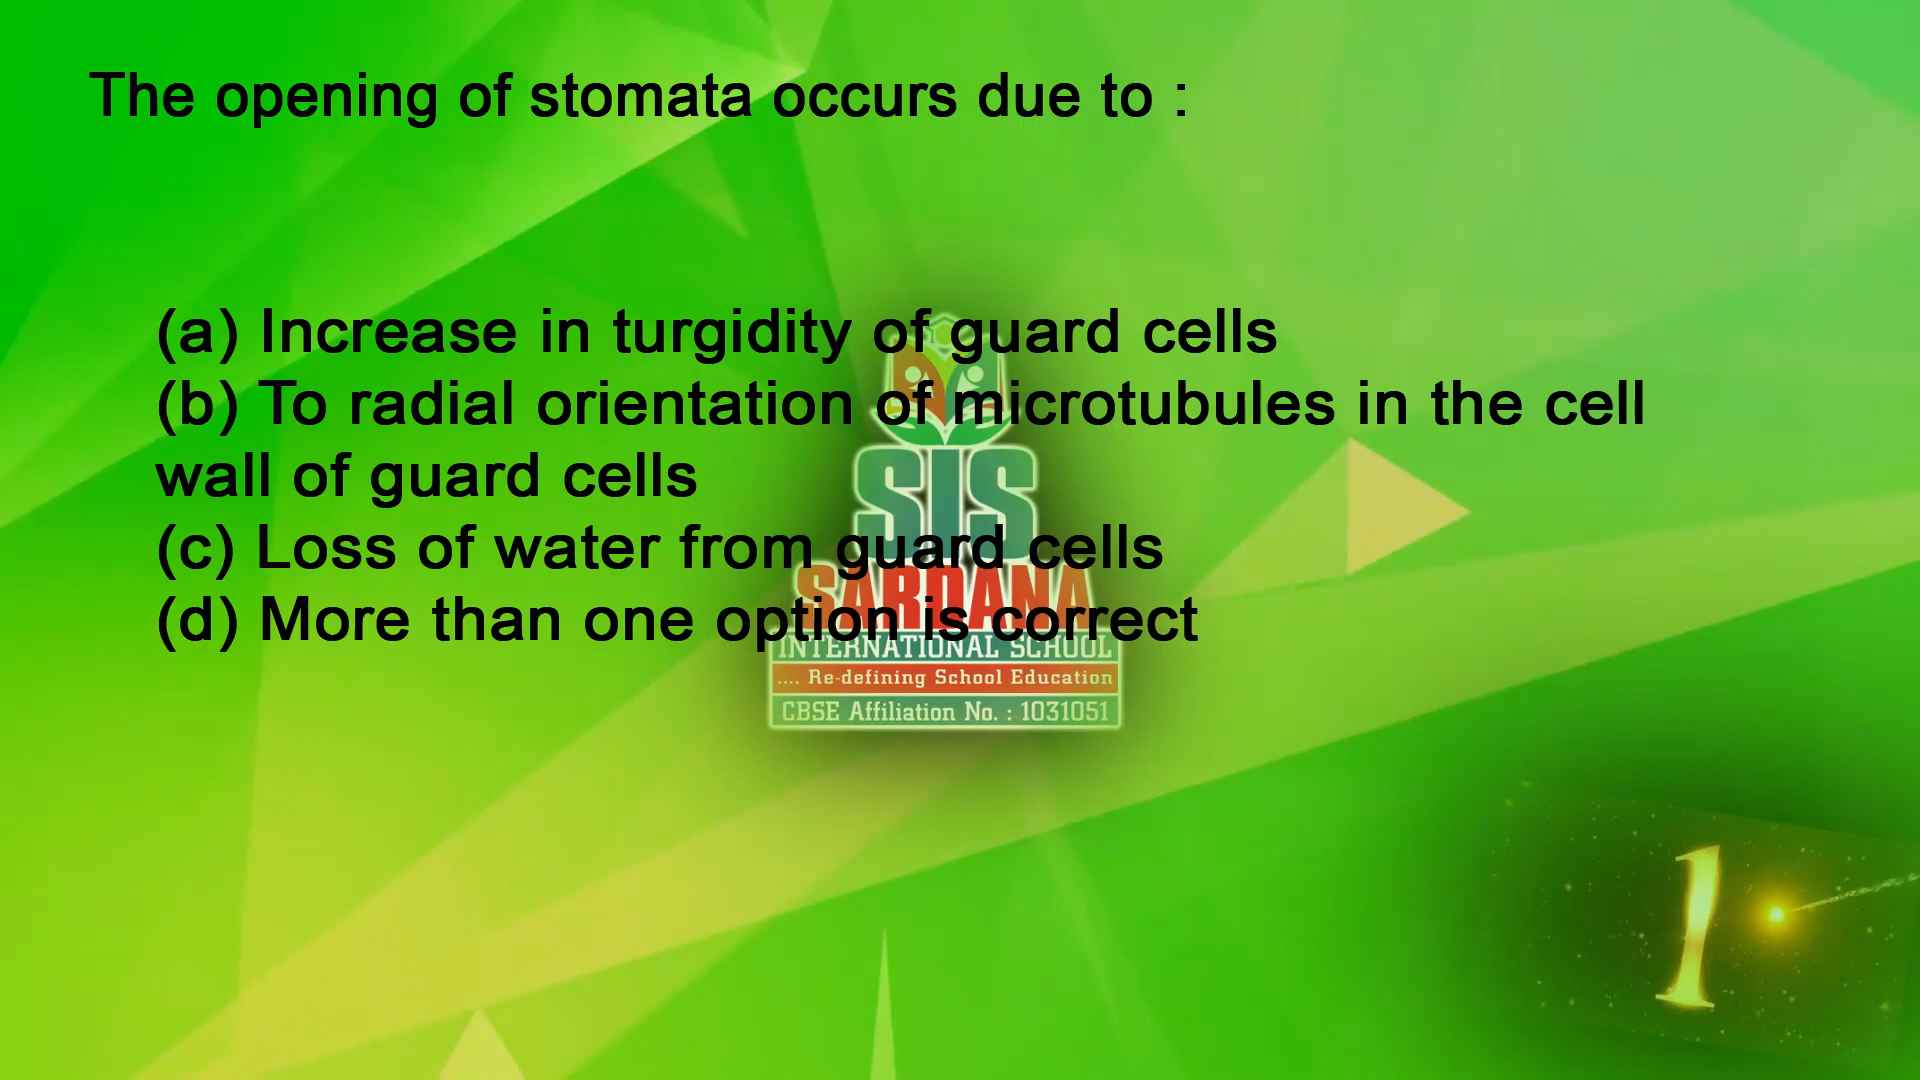 The opening of stomata occurs due to :
(a) Increase in turgidity of guard cells
(b) To radial orientation of microtubules in the cell
wall of guard cells
(c) Loss of water from guard cells
(d) More than one option is correct
SIS
SARDANA
INTERNATIONAL SCHOOL
.... Re-defining School Education
CBSE Affiliation No. : 1031051
1